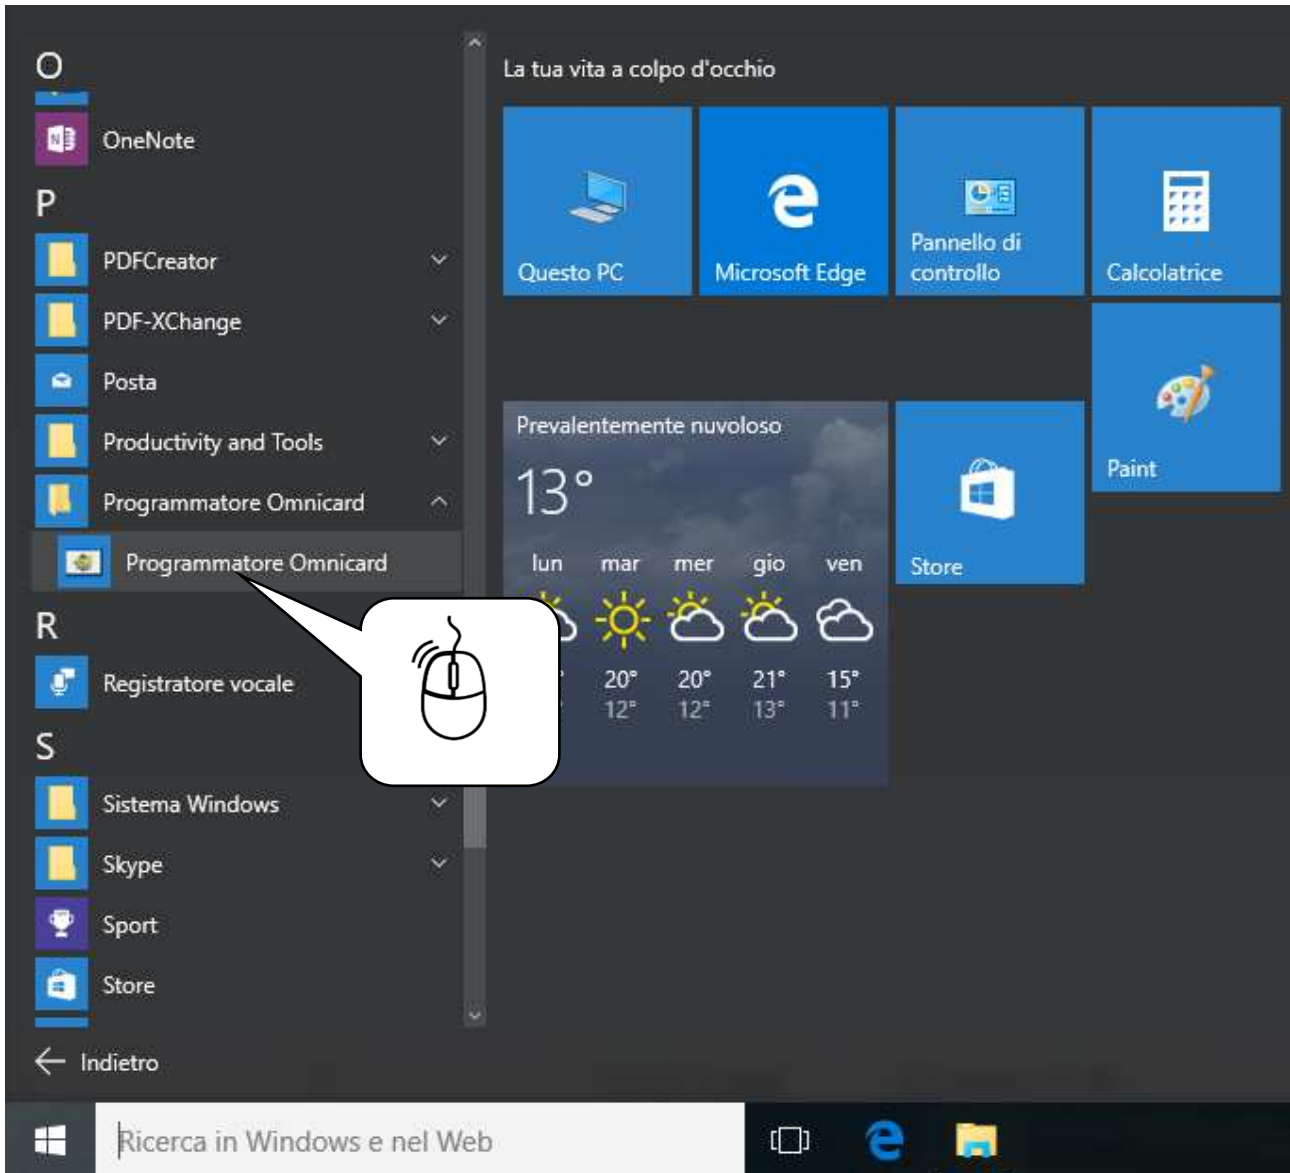 O
OneNote
P
PDFCreator
PDF-XChange
Posta
Productivity and Tools
Programmatore Omnicard
Programmatore Omnicard
R
Registratore vocale
S
Sistema Windows
Skype
Sport
Store
Indietro
Ricerca in Windows e nel Web
La tua vita a colpo d'occhio
Questo PC
Microsoft Edge
Pannello di
controllo
Calcolatrice
Prevalentemente nuvoloso
13°
lun mar mer gio ven
20° 20° 21° 15°
12° 12° 13° 11°
Store
Paint